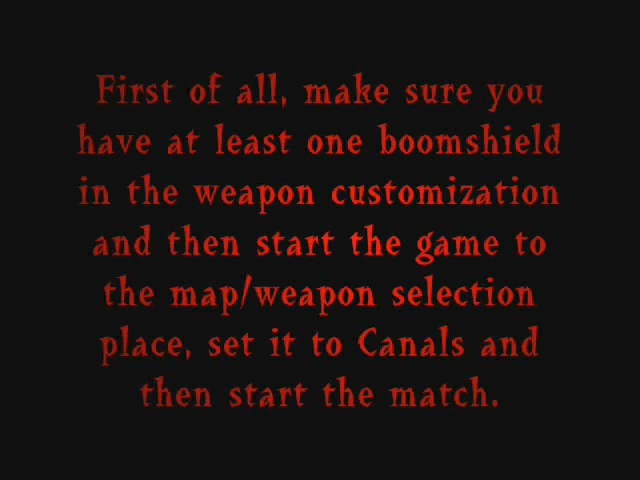 First of all, make sure you
have at least one boomshield
in the weapon customization
and then start the game to
the map/weapon selection
place, set it to Canals and
then start the match.